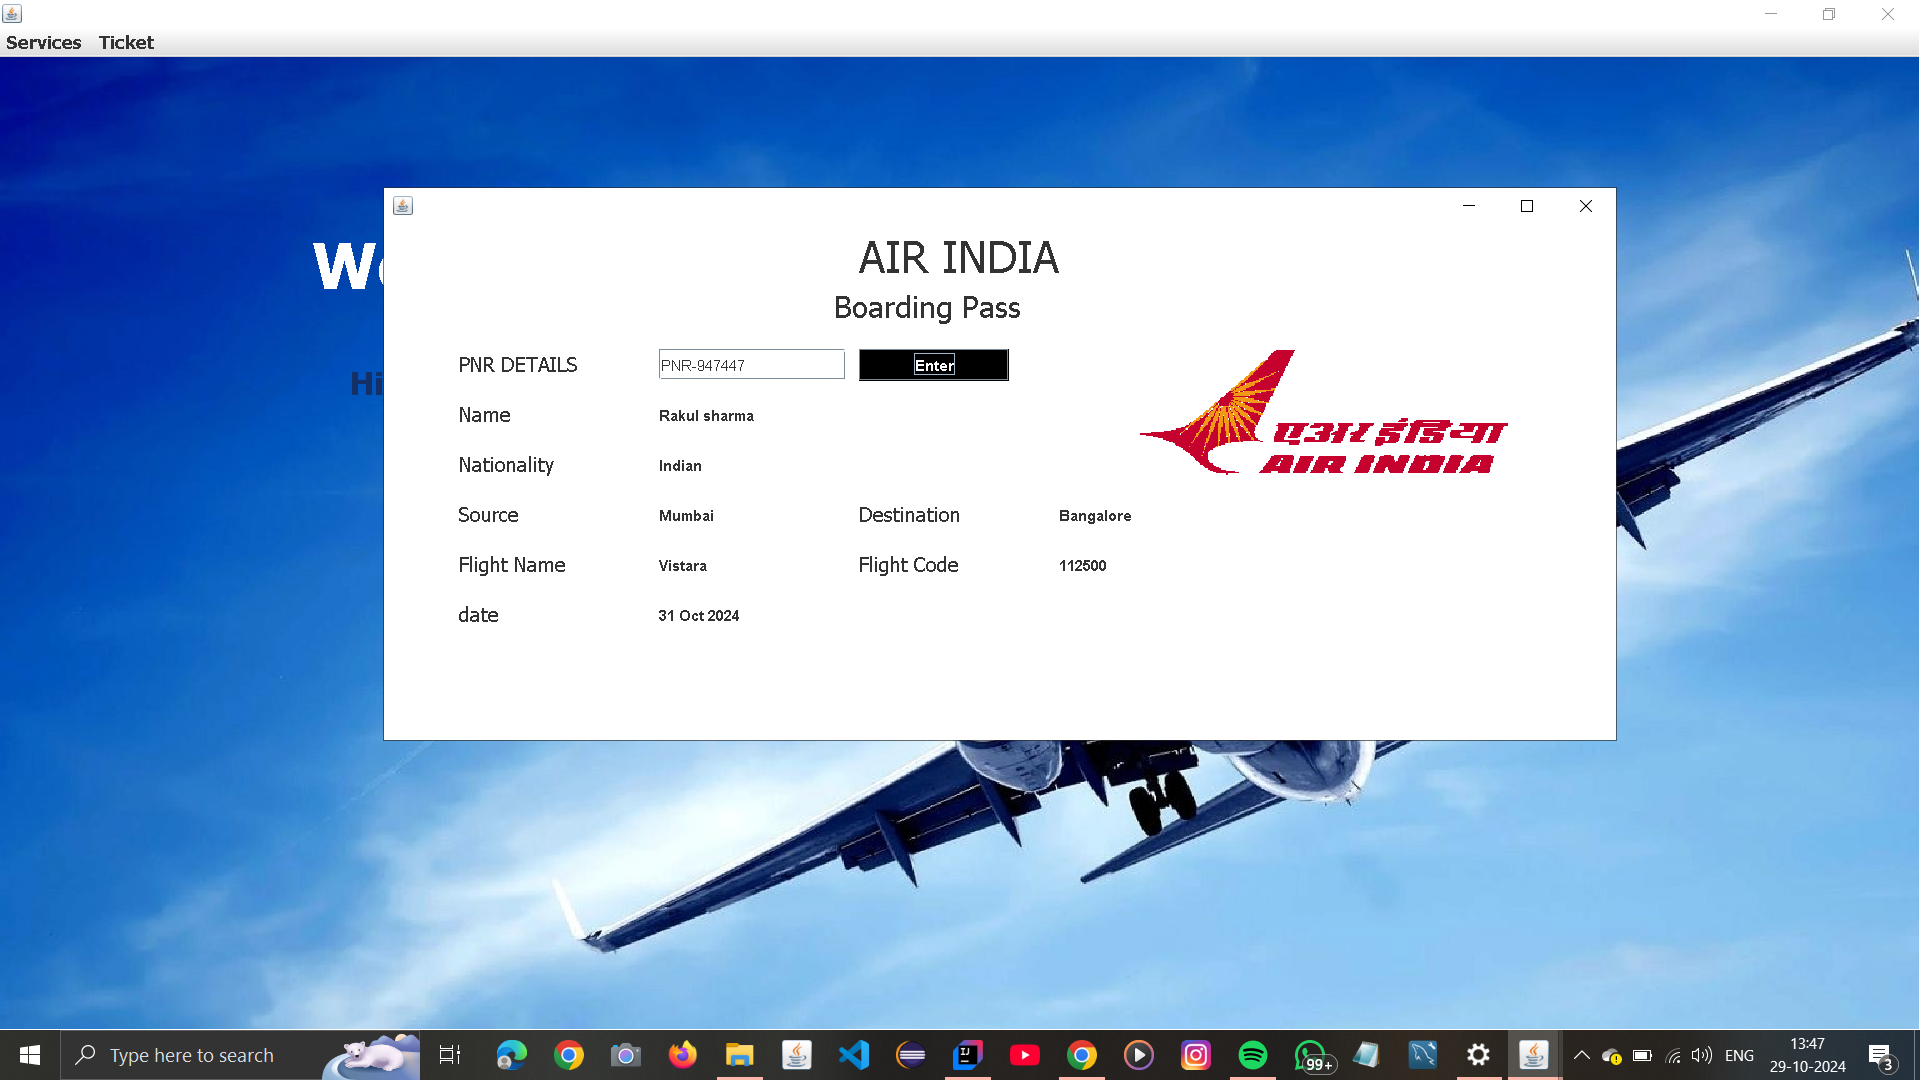 Services Ticket
We
AIR INDIA
Boarding Pass
Hi
PNR DETAILS PNR-947447 Enter
Name Rakul sharma
एअर इंडिया
AIR INDIA
Nationality Indian
Source Mumbai Destination Bangalore
Flight Name Vistara Flight Code 112500
date 31 Oct 2024
Type here to search
99+
ENG
13:47
29-10-2024
3